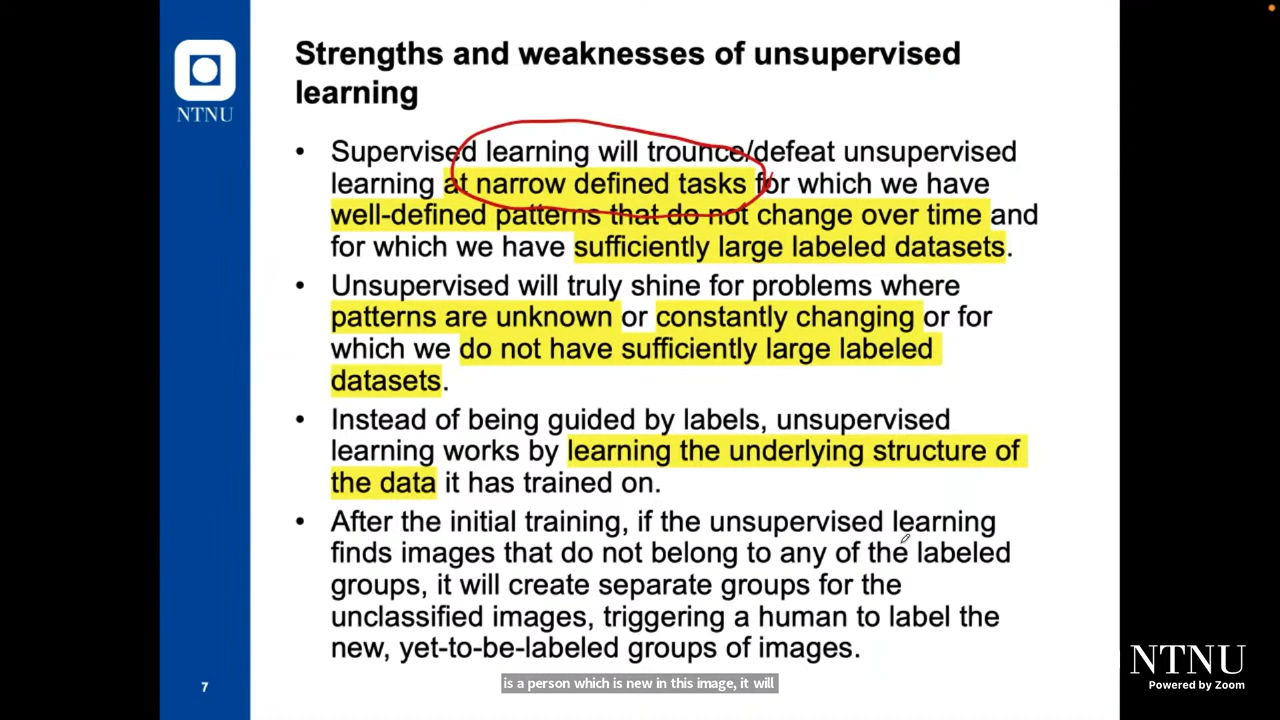 Strengths and weaknesses of unsupervised
learning
NTNU
• Supervised learning will trounce/defeat unsupervised
learning at narrow defined tasks for which we have
well-defined patterns that do not change over time and
for which we have sufficiently large labeled datasets.
• Unsupervised will truly shine for problems where
patterns are unknown or constantly changing or for
which we do not have sufficiently large labeled
datasets.
• Instead of being guided by labels, unsupervised
learning works by learning the underlying structure of
the data it has trained on.
• After the initial training, if the unsupervised learning
finds images that do not belong to any of the labeled
groups, it will create separate groups for the
unclassified images, triggering a human to label the
new, yet-to-be-labeled groups of images.
7
is a person which is new in this image, it will
NTNU
Powered by Zoom